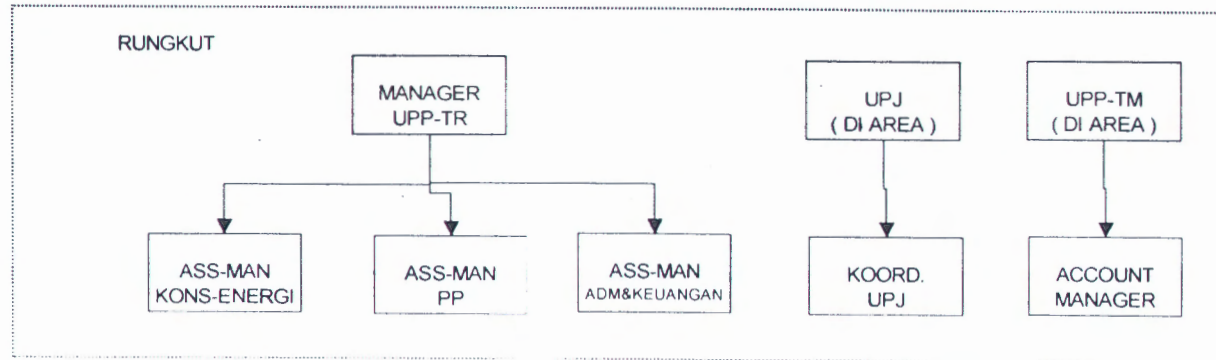 RUNGKUT
MANAGER
UPP-TR
UPJ
( DI AREA )
UPP-TM
( DI AREA )
ASS-MAN
KONS-ENERGI
ASS-MAN
PP
ASS-MAN
ADM&KEUANGAN
KOORD.
UPJ
ACCOUNT
MANAGER